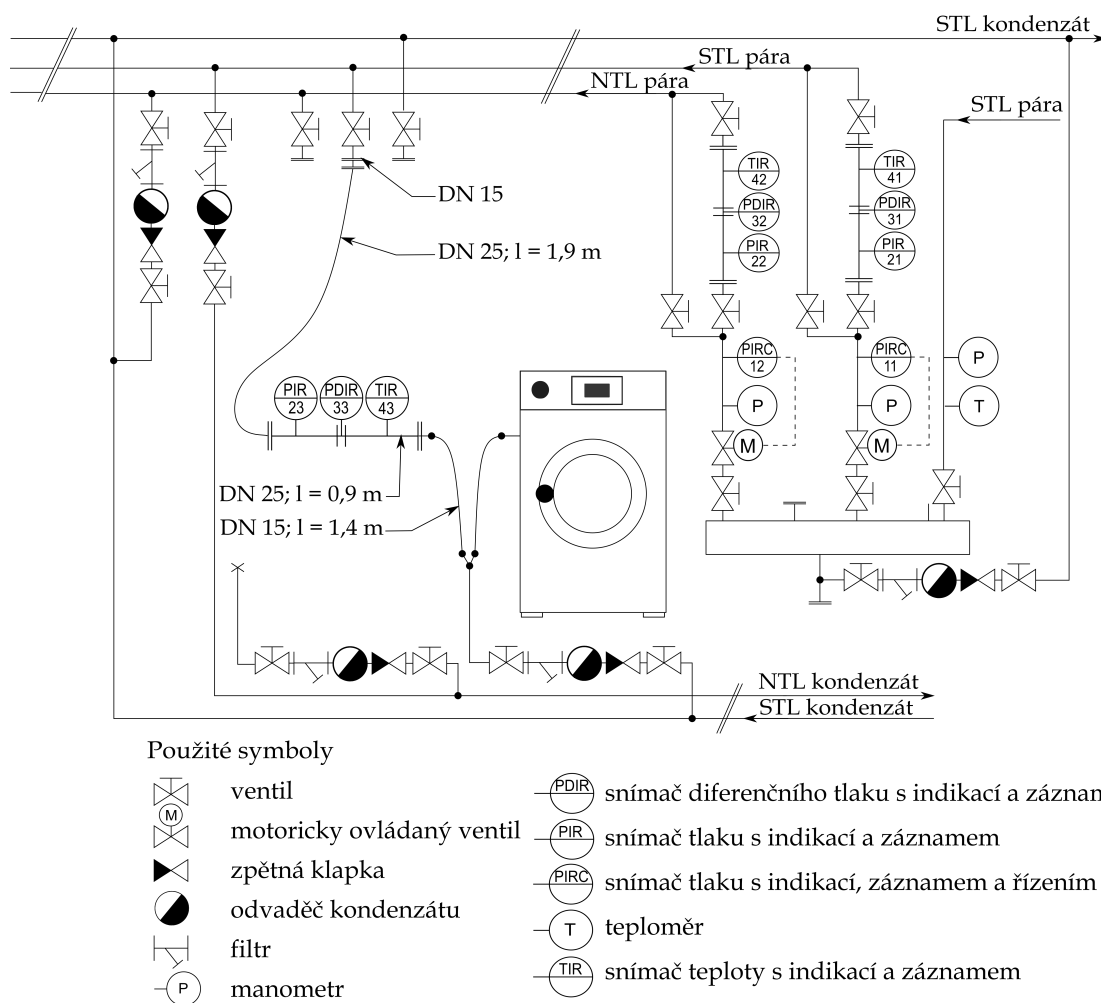 STL kondenzát
STL pára
NTL pára
STL pára
TIR
42
TIR
41
DN 15
PDIR
32
PDIR
31
DN 25; l = 1,9 m
PIR
22
PIR
21
PIRC
12
PIRC
11
P
PIR
23
PDIR
33
TIR
43
P
P
T
M
M
DN 25; l = 0,9 m
DN 15; l = 1,4 m
NTL kondenzát
STL kondenzát
Použité symboly
ventil
M
motoricky ovládaný ventil
zpětná klapka
odvaděč kondenzátu
filtr
P
manometr
PDIR
snímač diferenčního tlaku s indikací a záznam
PIR
snímač tlaku s indikací a záznamem
PIRC
snímač tlaku s indikací, záznamem a řízením
T
teploměr
TIR
snímač teploty s indikací a záznamem